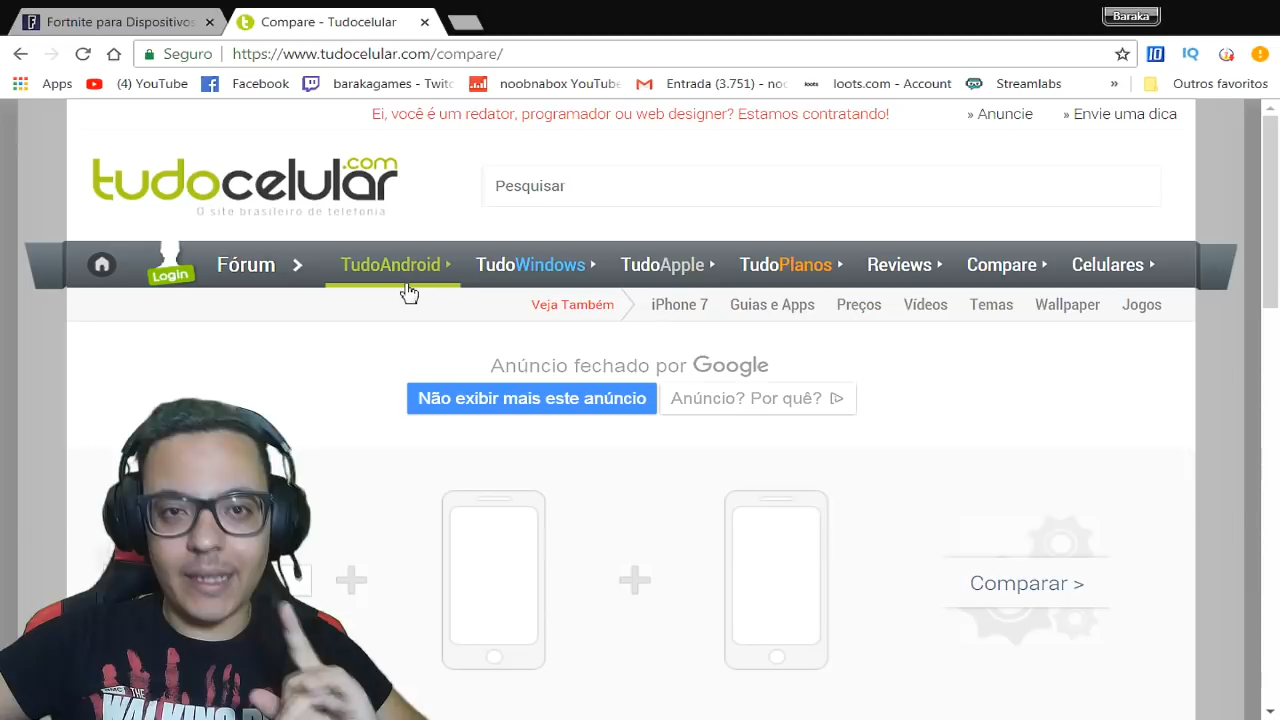 Fortnite para Dispositivos
Compare - Tudocelular
Baraka
Seguro
https://www.tudocelular.com/compare/
Apps
(4) YouTube
Facebook
barakagames - Twitc
noobnabox YouTube
Entrada (3.751) - noo
loots.com - Account
Streamlabs
»
Outros favoritos
Ei, você é um redator, programador ou web designer? Estamos contratando!
» Anuncie
» Envie uma dica
tudocelular.com
O site brasileiro de telefonia
Pesquisar
Login
Fórum
TudoAndroid
TudoWindows
TudoApple
TudoPlanos
Reviews
Compare
Celulares
Veja Também
iPhone 7
Guias e Apps
Preços
Vídeos
Temas
Wallpaper
Jogos
Anúncio fechado por Google
Não exibir mais este anúncio
Anúncio? Por quê?
Comparar >
AMC THE
WALKING